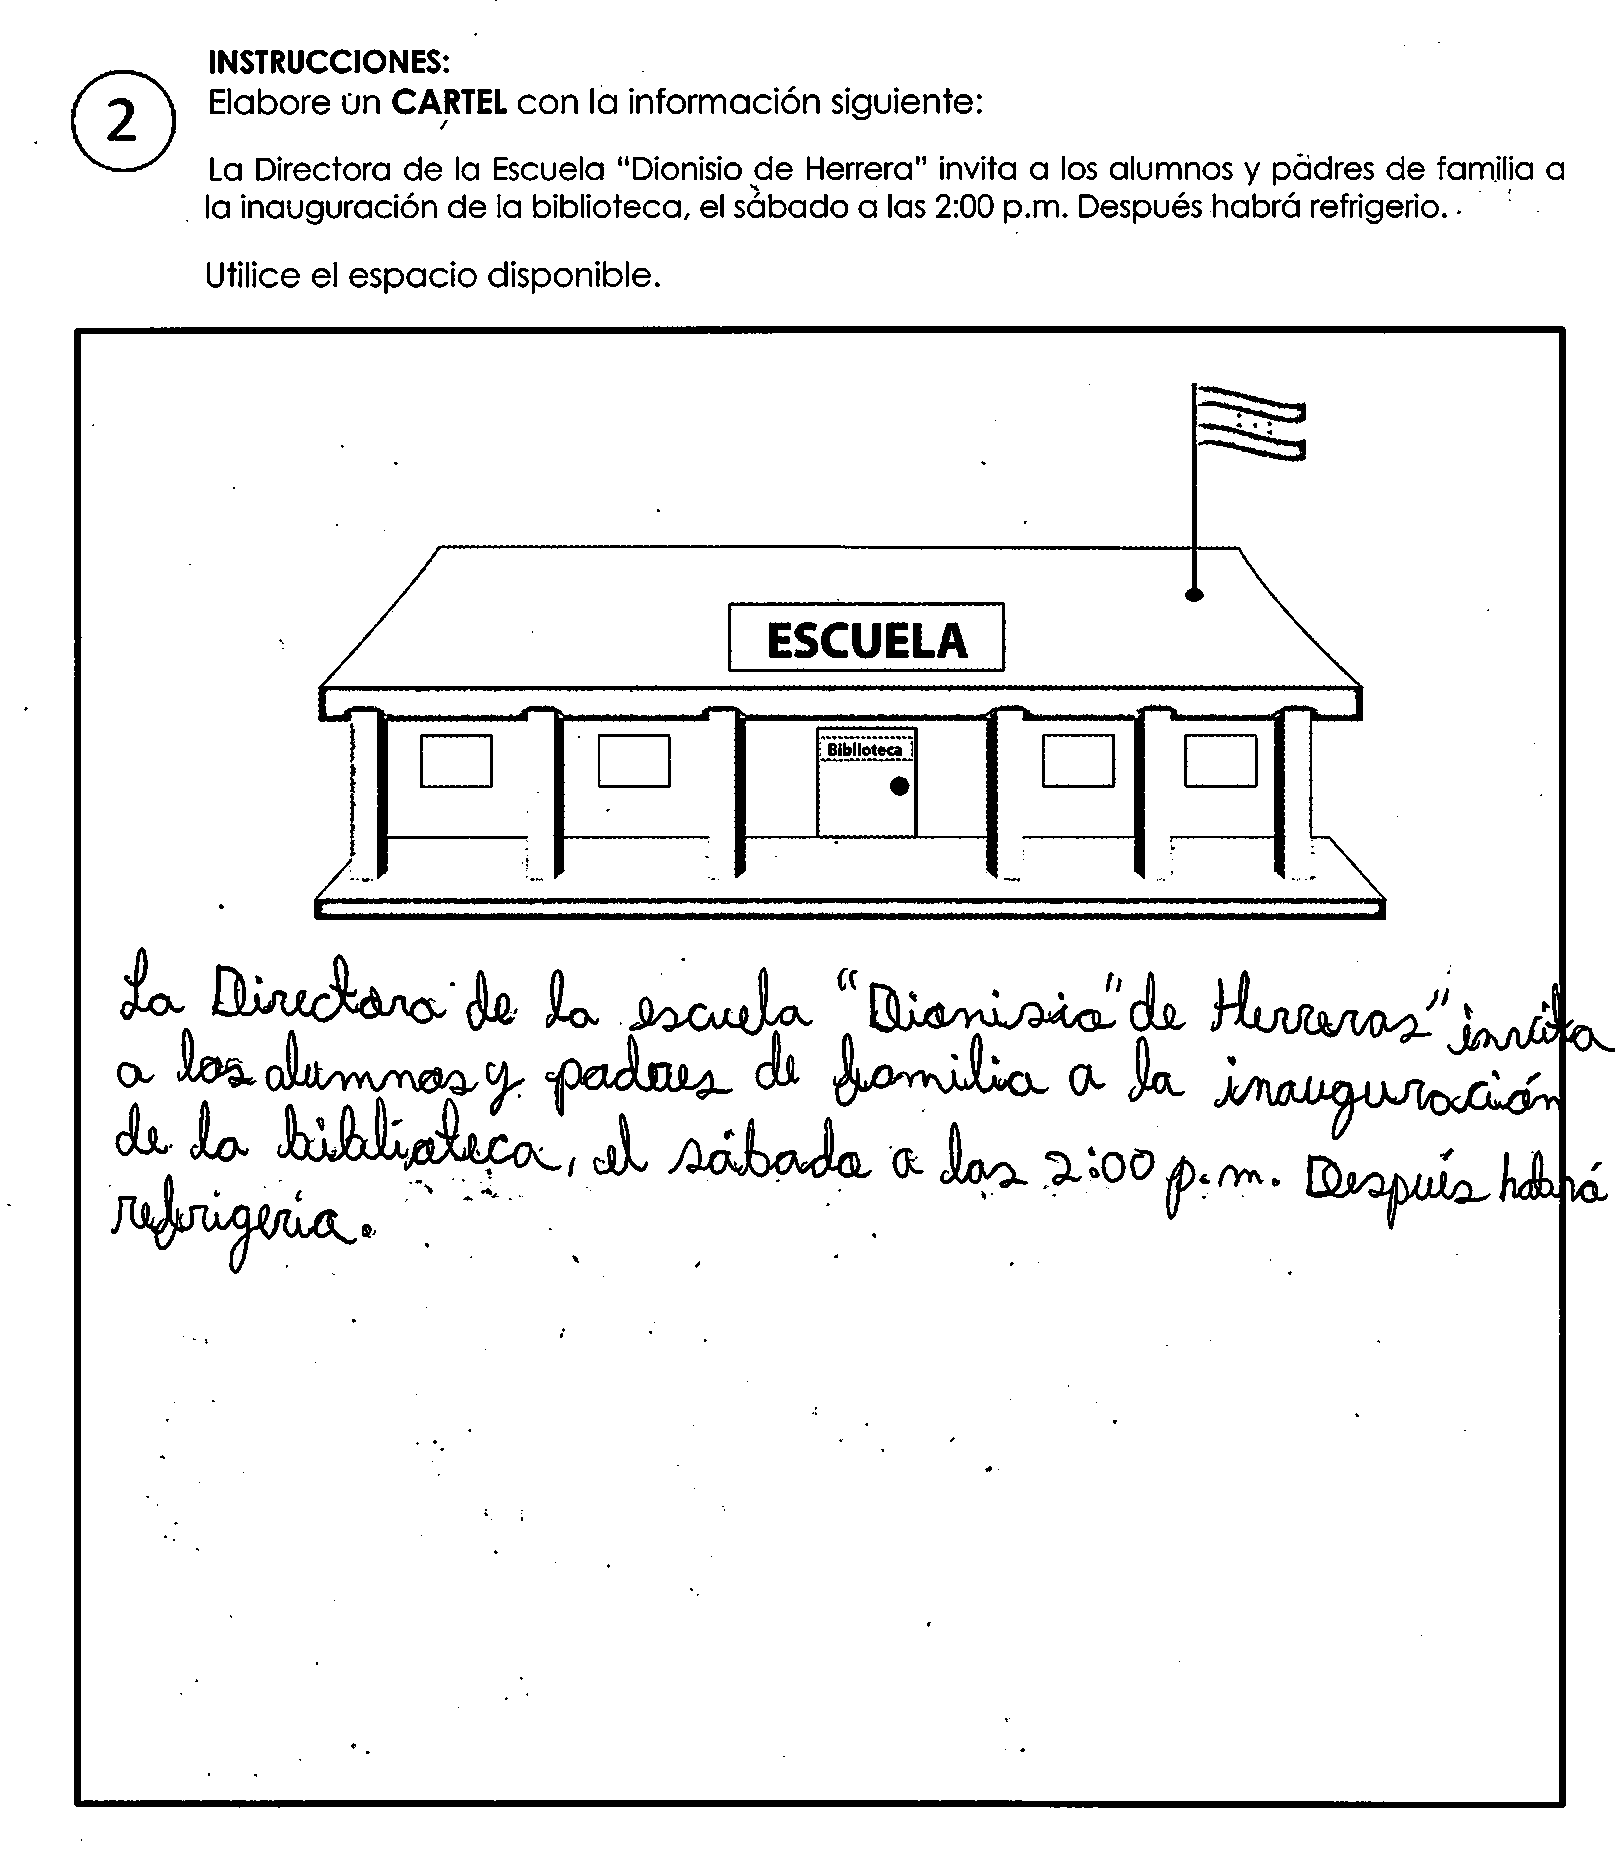 INSTRUCCIONES:
2
Elabore un CARTEL con la información siguiente:
La Directora de la Escuela "Dionisio de Herrera" invita a los alumnos y padres de familia a
la inauguración de la biblioteca, el sábado a las 2:00 p.m. Después habrá refrigerio.
Utilice el espacio disponible.
ESCUELA
Biblioteca
La Directora de la escuela "Dionisio" de Herreras" invita
a los alumnos y padres de familia a la inauguración
de la biblioteca, el sábado a las 2:00 p.m. Después habrá
refrigeria.